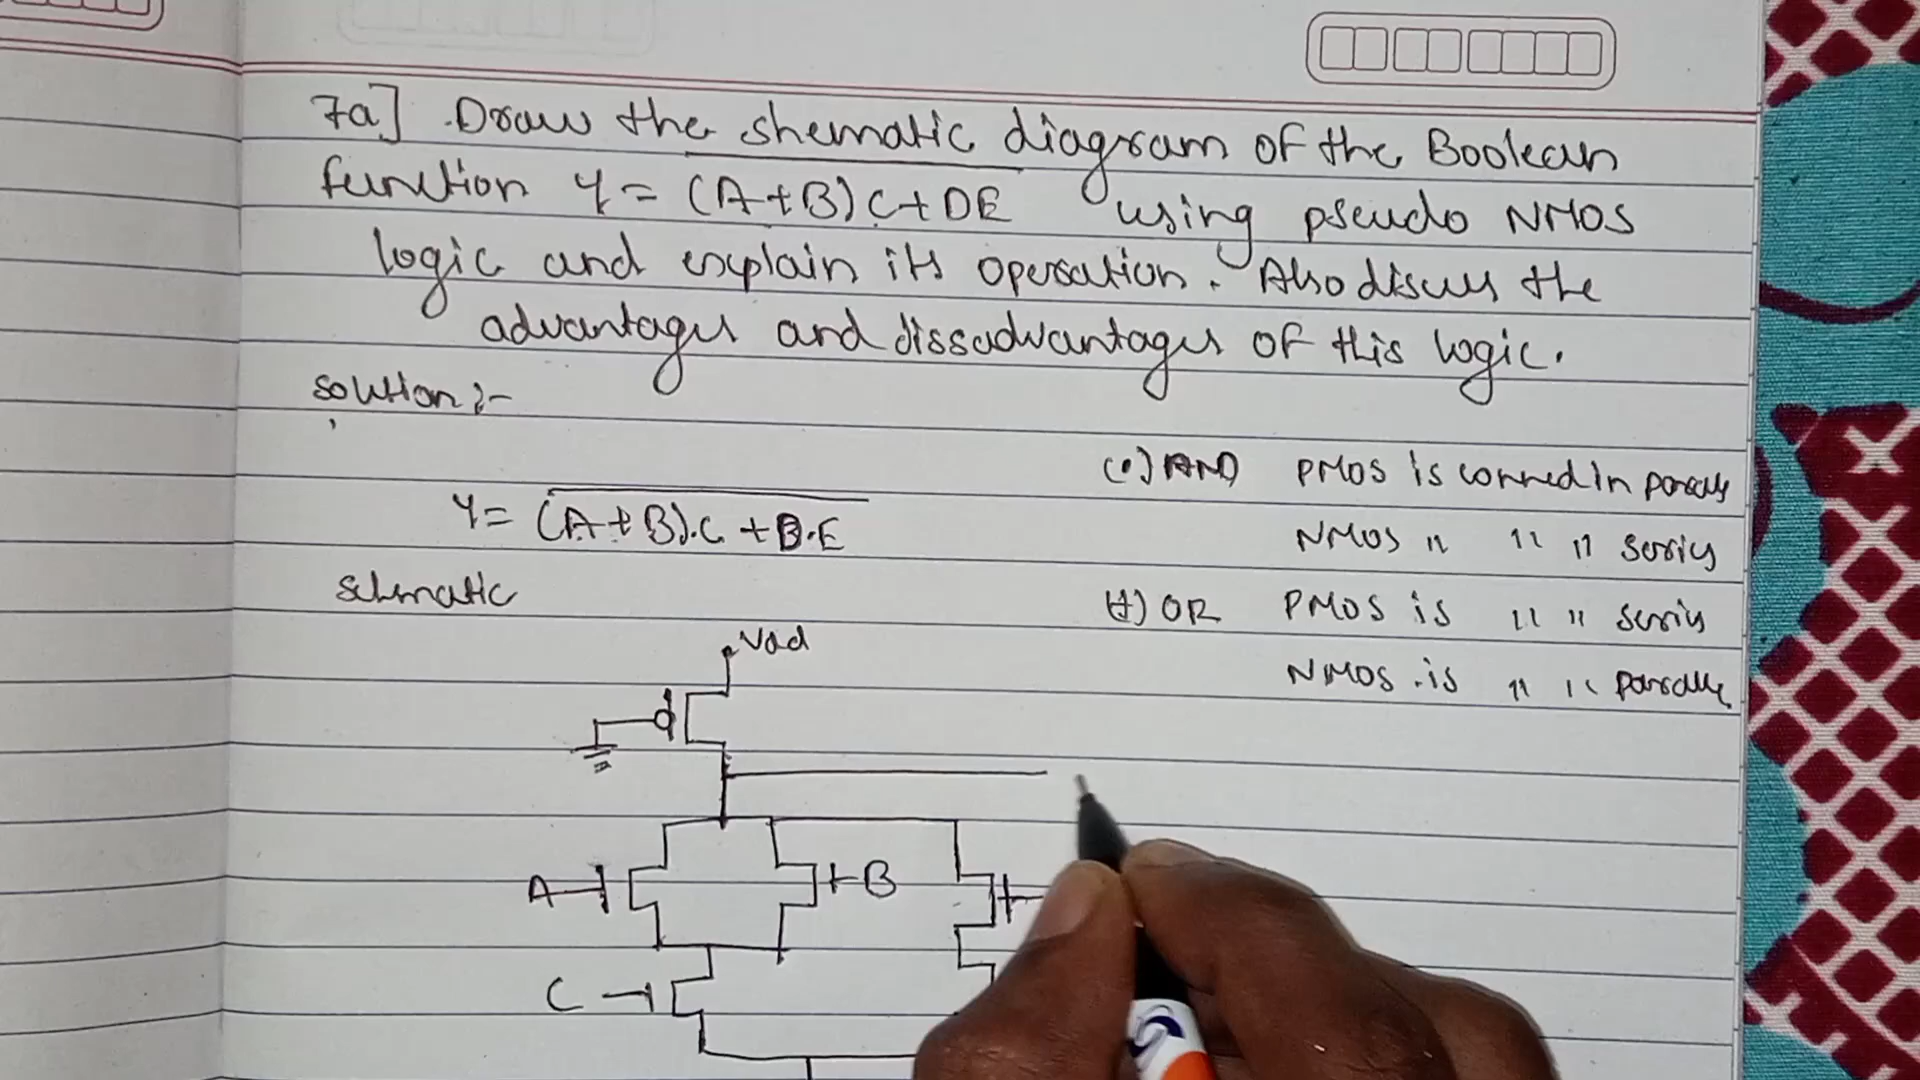 7a] Draw the shematic diagram of the Boolean
function Y = (A+B)C+DE using pseudo NMOS
logic and explain its operation. Also discuss the
advantages and dissadvantages of this logic.
Solution :-
(.) AND PMOS is conned in parally
Y = (A+B).C + D.E
NMOS " " " series
Schmatic
(+) OR PMOS is " " series
Vdd
NMOS is " " parallel
A
B
C